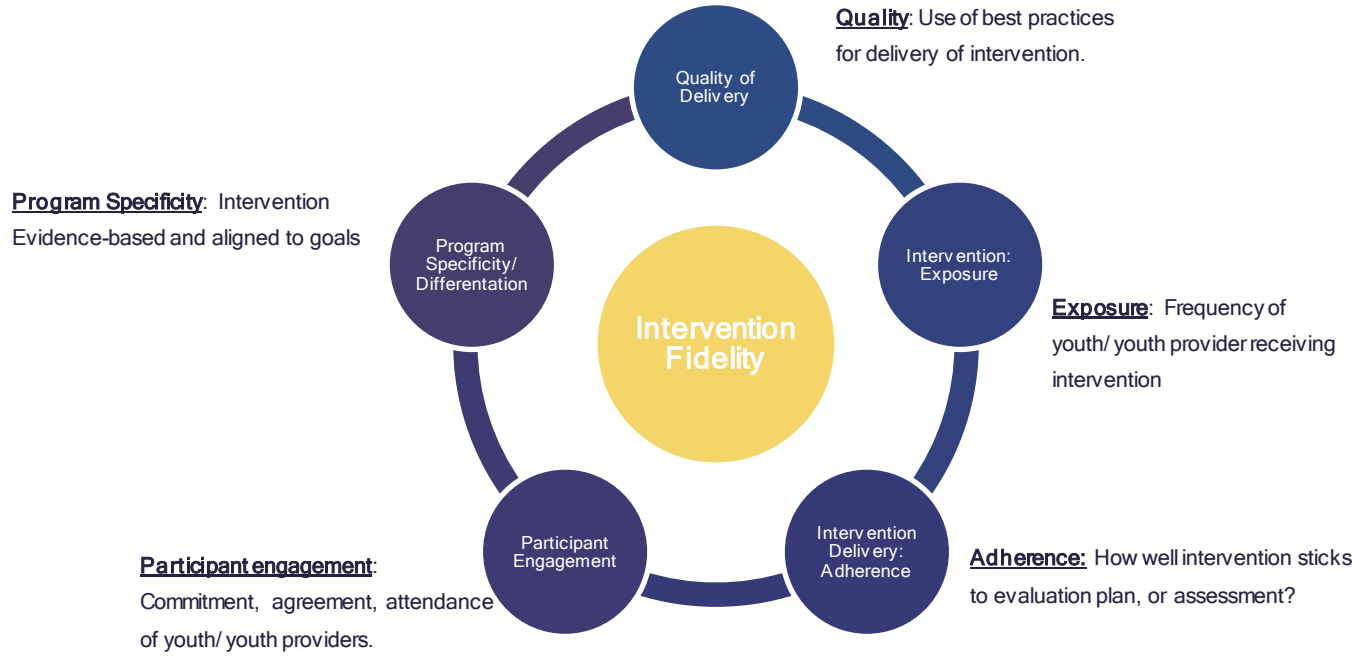 Quality: Use of best practices
for delivery of intervention.
Quality of
Delivery
Program Specificity: Intervention
Evidence-based and aligned to goals
Program
Specificity/
Differentation
Intervention:
Exposure
Exposure: Frequency of
youth/ youth provider receiving
intervention
Intervention
Fidelity
Participant
Engagement
Participant engagement:
Commitment, agreement, attendance
of youth/ youth providers.
Intervention
Delivery:
Adherence
Adherence: How well intervention sticks
to evaluation plan, or assessment?